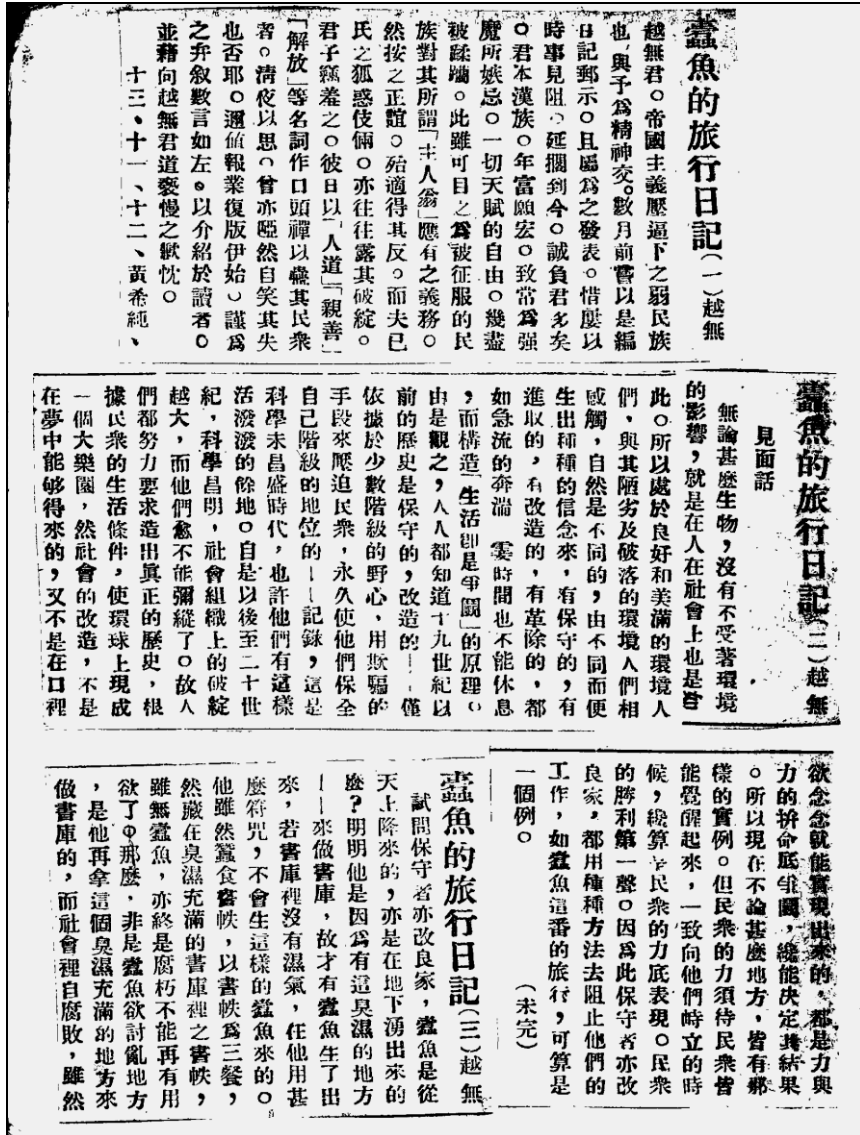 蠹魚的旅行日記(一)越無
越無君。帝國主義壓逼下之弱民族
也,與予爲精神交。數月前嘗以是編
日記郵示。且屬爲之發表。惜屢以
時事見阻。延擱到今。誠負君多矣
。君本漢族。年富願宏。致常爲强
魔所嫉忌。一切天賦的自由。幾盡
被蹂躪。此雖可目之爲被征服的民
族對其所謂「主人翁」應有之義務。
然按之正誼。殆適得其反。而夫已
氏之狐惑伎倆。亦往往露其破綻。
君子竊羞之。彼日以「人道」「親善」
「解放」等名詞作口頭禪以蠱其民衆
者。清夜以思。曾亦啞然自笑其失
也否耶。邇值報業復版伊始。謹爲
之弁敘數言如左。以介紹於讀者。
並藉向越無君道褻慢之歉忱。
十三、十一、十二、黃希純、
蠹魚的旅行日記(二)越無
見面話
無論甚麼生物,沒有不受著環境
的影響,就是在人在社會上也是皆
此。所以處於良好和美滿的環境人
們,與其陋劣及破落的環境人們相
感觸,自然是不同的,由不同而便
生出種種的信念來,有保守的,有
進取的,有改造的,有革除的,都
如急流的奔湍 霎時間也不能休息
,而構造「生活卽是爭鬪」的原理。
由是觀之,人人都知道十九世紀以
前的歷史是保守的,改造的——僅
依據於少數階級的野心,用欺騙的
手段來壓迫民衆,永久使他們保全
自己階級的地位的——記錄,這是
科學未昌盛時代,也許他們有這樣
活潑潑的餘地。自是以後至二十世
紀,科學昌明,社會組織上的破綻
越大,而他們愈不能彌縫了。故人
們都努力要求造出眞正的歷史,根
據民衆的生活條件,使環球上現成
一個大樂園,然社會的改造,不是
在夢中能够得來的,又不是在口裡
欲念念就能實現出來的,都是力與
力的拚命底爭鬪,纔能決定其結果
。所以現在不論甚麼地方,皆有那
樣的實例。但民衆的力須待民衆皆
能覺醒起來,一致向他們峙立的時
候,纔算是民衆的力底表現。民衆
的勝利第一聲。因爲此保守者亦改
良家,都用種種方法去阻止他們的
工作,如蠹魚這番的旅行,可算是
一個例。 (未完)
蠹魚的旅行日記(三)越無
試問保守者亦改良家,蠹魚是從
天上降來的,亦是在地下湧出來的
麼?明明他是因爲有這臭濕的地方
——來做書庫,故才有蠹魚生了出
來,若書庫裡沒有濕氣,任他用甚
麼符咒,不會生這樣的蠹魚來的。
他雖然蠶食書帙,以書帙爲三餐,
然藏在臭濕充滿的書庫裡之書帙,
雖無蠹魚,亦終是腐朽不能再有用
欲了。那麼,非是蠹魚欲討亂地方
,是他再拿這個臭濕充滿的地方來
做書庫的,而社會裡自腐敗,雖然